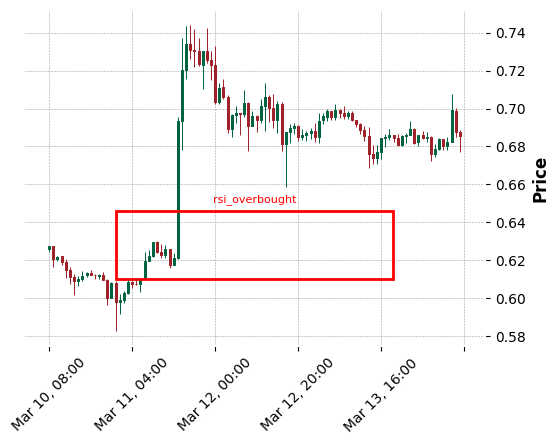 0.74
0.72
0.70
0.68
0.66
0.64
0.62
0.60
0.58
Price
rsi_overbought
Mar 10, 08:00
Mar 11, 04:00
Mar 12, 00:00
Mar 12, 20:00
Mar 13, 16:00